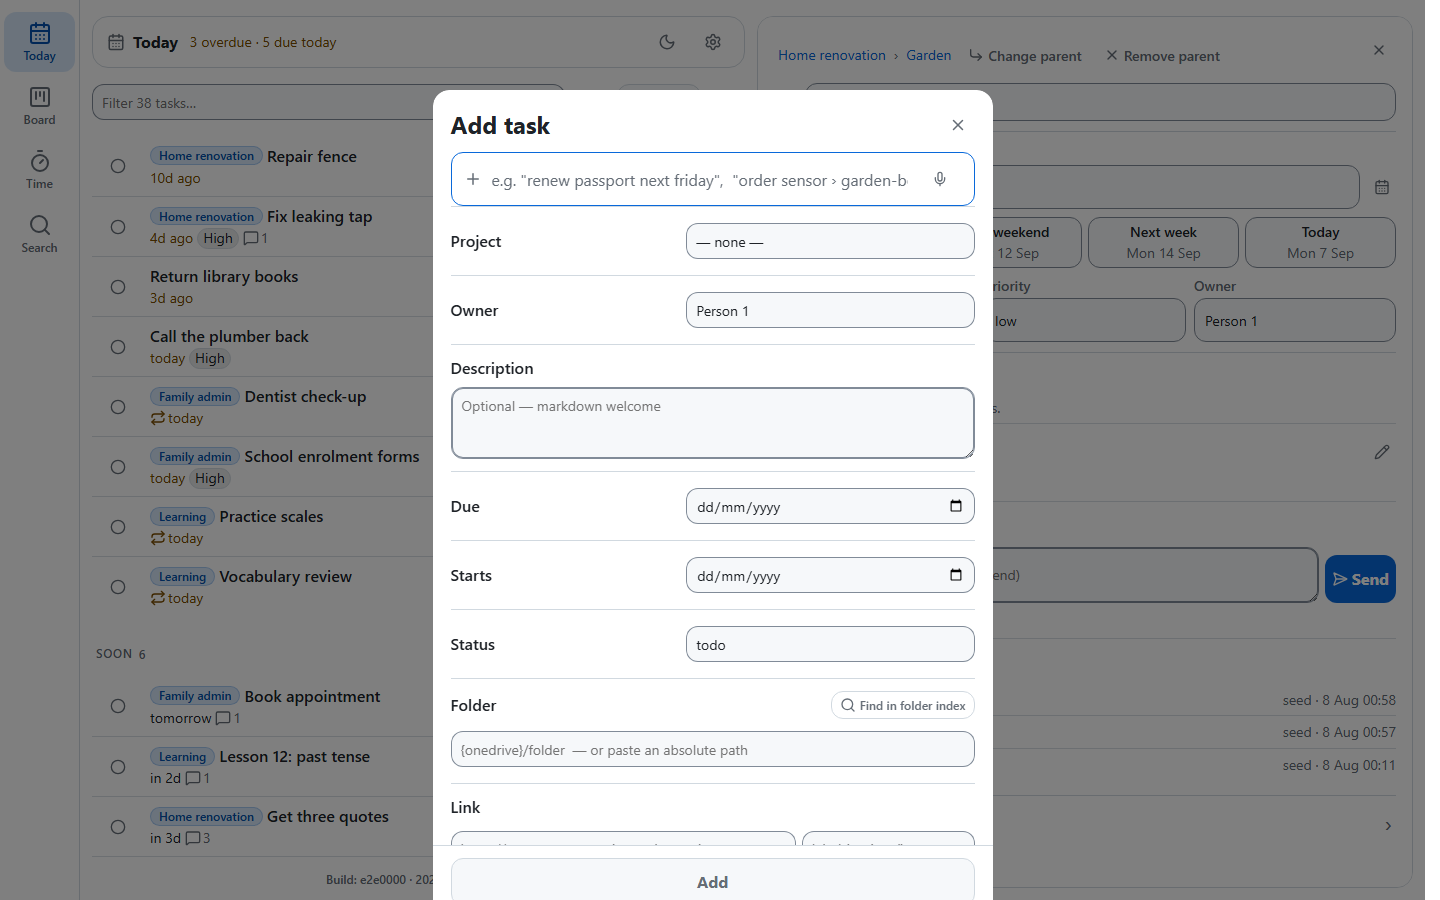 Today
Board
Time
Search
Today 3 overdue · 5 due today
Filter 38 tasks...
Home renovation Repair fence
10d ago
Home renovation Fix leaking tap
4d ago High 1
Return library books
3d ago
Call the plumber back
today High
Family admin Dentist check-up
today
Family admin School enrolment forms
today High
Learning Practice scales
today
Learning Vocabulary review
today
SOON 6
Family admin Book appointment
tomorrow 1
Learning Lesson 12: past tense
in 2d 1
Home renovation Get three quotes
in 3d 3
Build: e2e0000 · 202
Add task
+ e.g. "renew passport next friday", "order sensor › garden-b
Project — none —
Owner Person 1
Description
Optional — markdown welcome
Due dd/mm/yyyy
Starts dd/mm/yyyy
Status todo
Folder Find in folder index
{onedrive}/folder — or paste an absolute path
Link
Add
Home renovation › Garden Change parent Remove parent
weekend
12 Sep
Next week
Mon 14 Sep
Today
Mon 7 Sep
riority Owner
low Person 1
s.
end)
Send
seed · 8 Aug 00:58
seed · 8 Aug 00:57
seed · 8 Aug 00:11